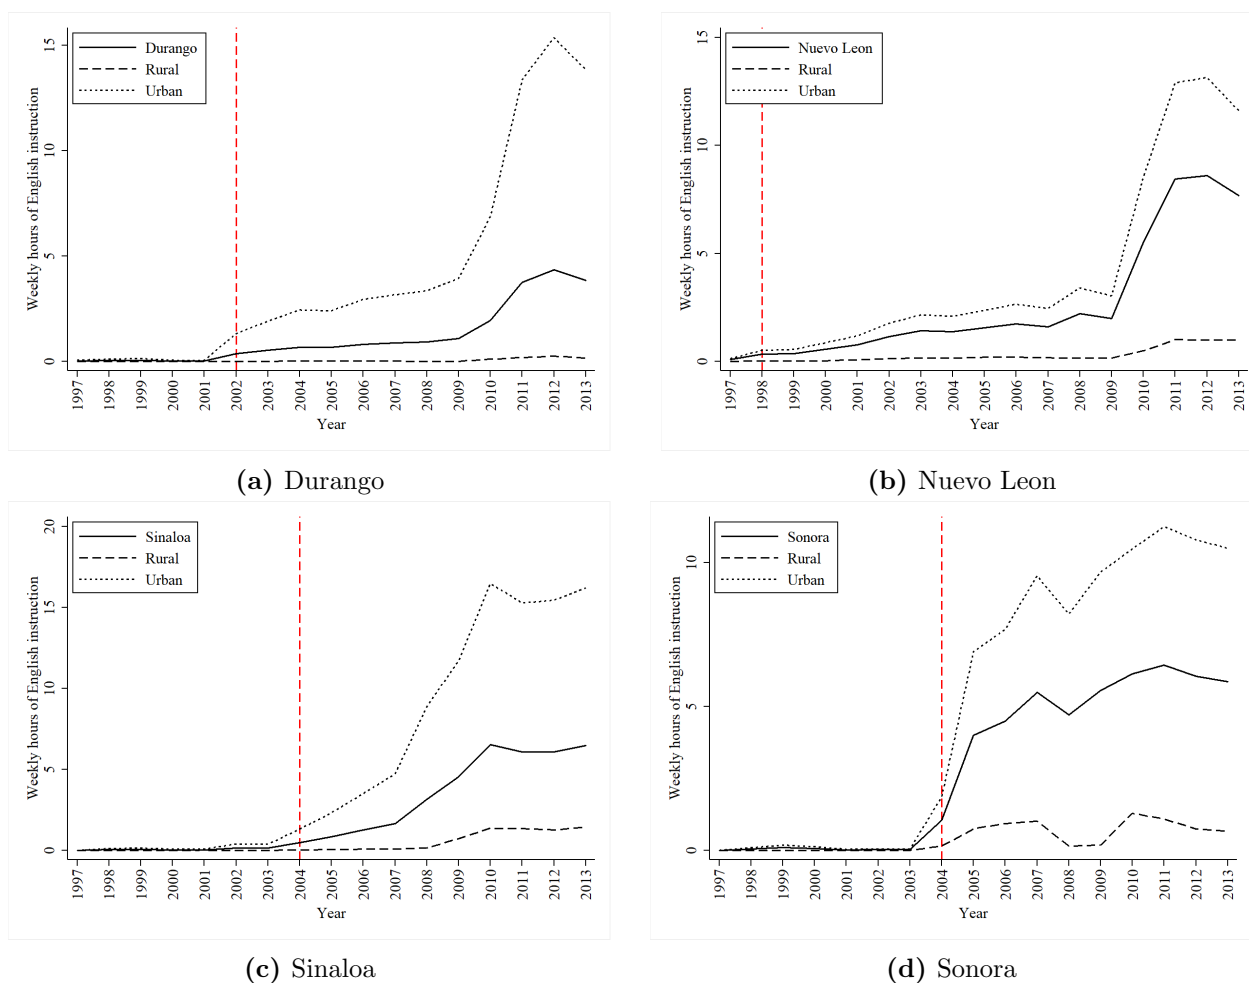 Durango
Rural
Urban
Weekly hours of English instruction
0 5 10 15
1997 1998 1999 2000 2001 2002 2003 2004 2005 2006 2007 2008 2009 2010 2011 2012 2013
Year
(a) Durango
Nuevo Leon
Rural
Urban
Weekly hours of English instruction
0 5 10 15
1997 1998 1999 2000 2001 2002 2003 2004 2005 2006 2007 2008 2009 2010 2011 2012 2013
Year
(b) Nuevo Leon
Sinaloa
Rural
Urban
Weekly hours of English instruction
0 5 10 15 20
1997 1998 1999 2000 2001 2002 2003 2004 2005 2006 2007 2008 2009 2010 2011 2012 2013
Year
(c) Sinaloa
Sonora
Rural
Urban
Weekly hours of English instruction
0 5 10
1997 1998 1999 2000 2001 2002 2003 2004 2005 2006 2007 2008 2009 2010 2011 2012 2013
Year
(d) Sonora